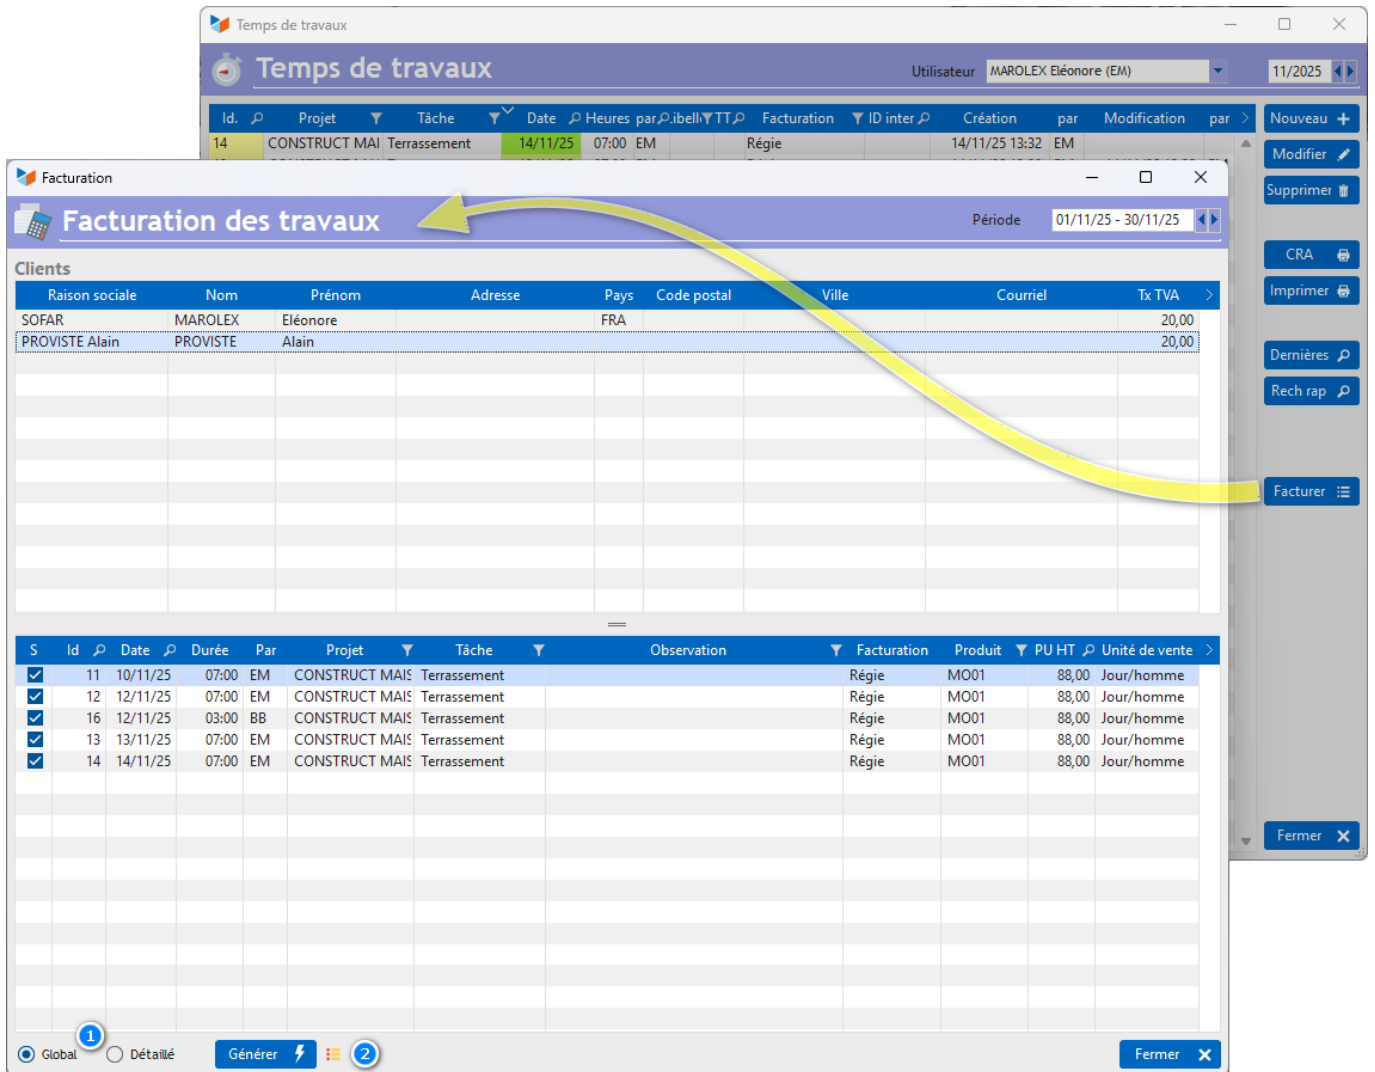 Temps de travaux
Temps de travaux
Utilisateur MAROLEX Eléonore (EM) 11/2025
Id. Projet Tâche Date Heures par .ibell TT Facturation ID inter Création par Modification par
Nouveau
14 CONSTRUCT MAI Terrassement 14/11/25 07:00 EM Régie 14/11/25 13:32 EM
Modifier
Supprimer
CRA
Imprimer
Dernières
Rech rap
Facturer
Fermer
Facturation
Facturation des travaux
Période 01/11/25 - 30/11/25
Clients
Raison sociale Nom Prénom Adresse Pays Code postal Ville Courriel Tx TVA
SOFAR MAROLEX Eléonore FRA 20,00
PROVISTE Alain PROVISTE Alain 20,00
S Id Date Durée Par Projet Tâche Observation Facturation Produit PU HT Unité de vente
11 10/11/25 07:00 EM CONSTRUCT MAIS Terrassement Régie MO01 88,00 Jour/homme
12 12/11/25 07:00 EM CONSTRUCT MAIS Terrassement Régie MO01 88,00 Jour/homme
16 12/11/25 03:00 BB CONSTRUCT MAIS Terrassement Régie MO01 88,00 Jour/homme
13 13/11/25 07:00 EM CONSTRUCT MAIS Terrassement Régie MO01 88,00 Jour/homme
14 14/11/25 07:00 EM CONSTRUCT MAIS Terrassement Régie MO01 88,00 Jour/homme
1
Global Détaillé Générer 2 Fermer